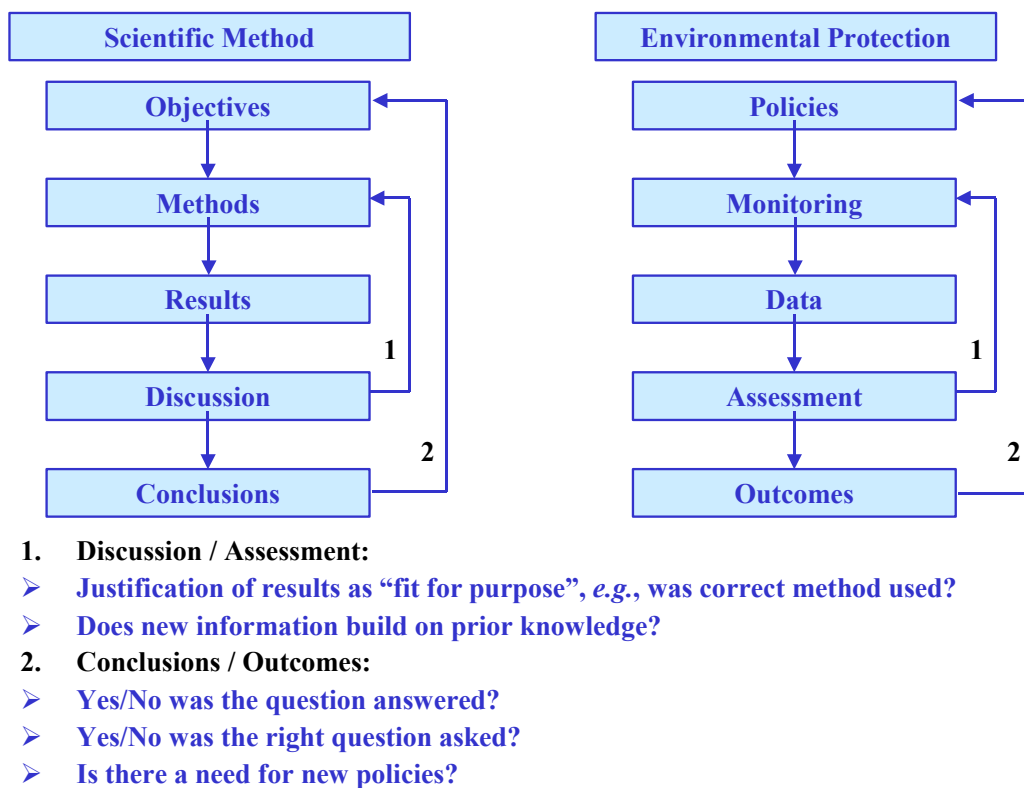 Scientific Method
Objectives
Methods
Results
1
Discussion
2
Conclusions
Environmental Protection
Policies
Monitoring
Data
1
Assessment
2
Outcomes
1. Discussion / Assessment:
➢ Justification of results as “fit for purpose”, e.g., was correct method used?
➢ Does new information build on prior knowledge?
2. Conclusions / Outcomes:
➢ Yes/No was the question answered?
➢ Yes/No was the right question asked?
➢ Is there a need for new policies?